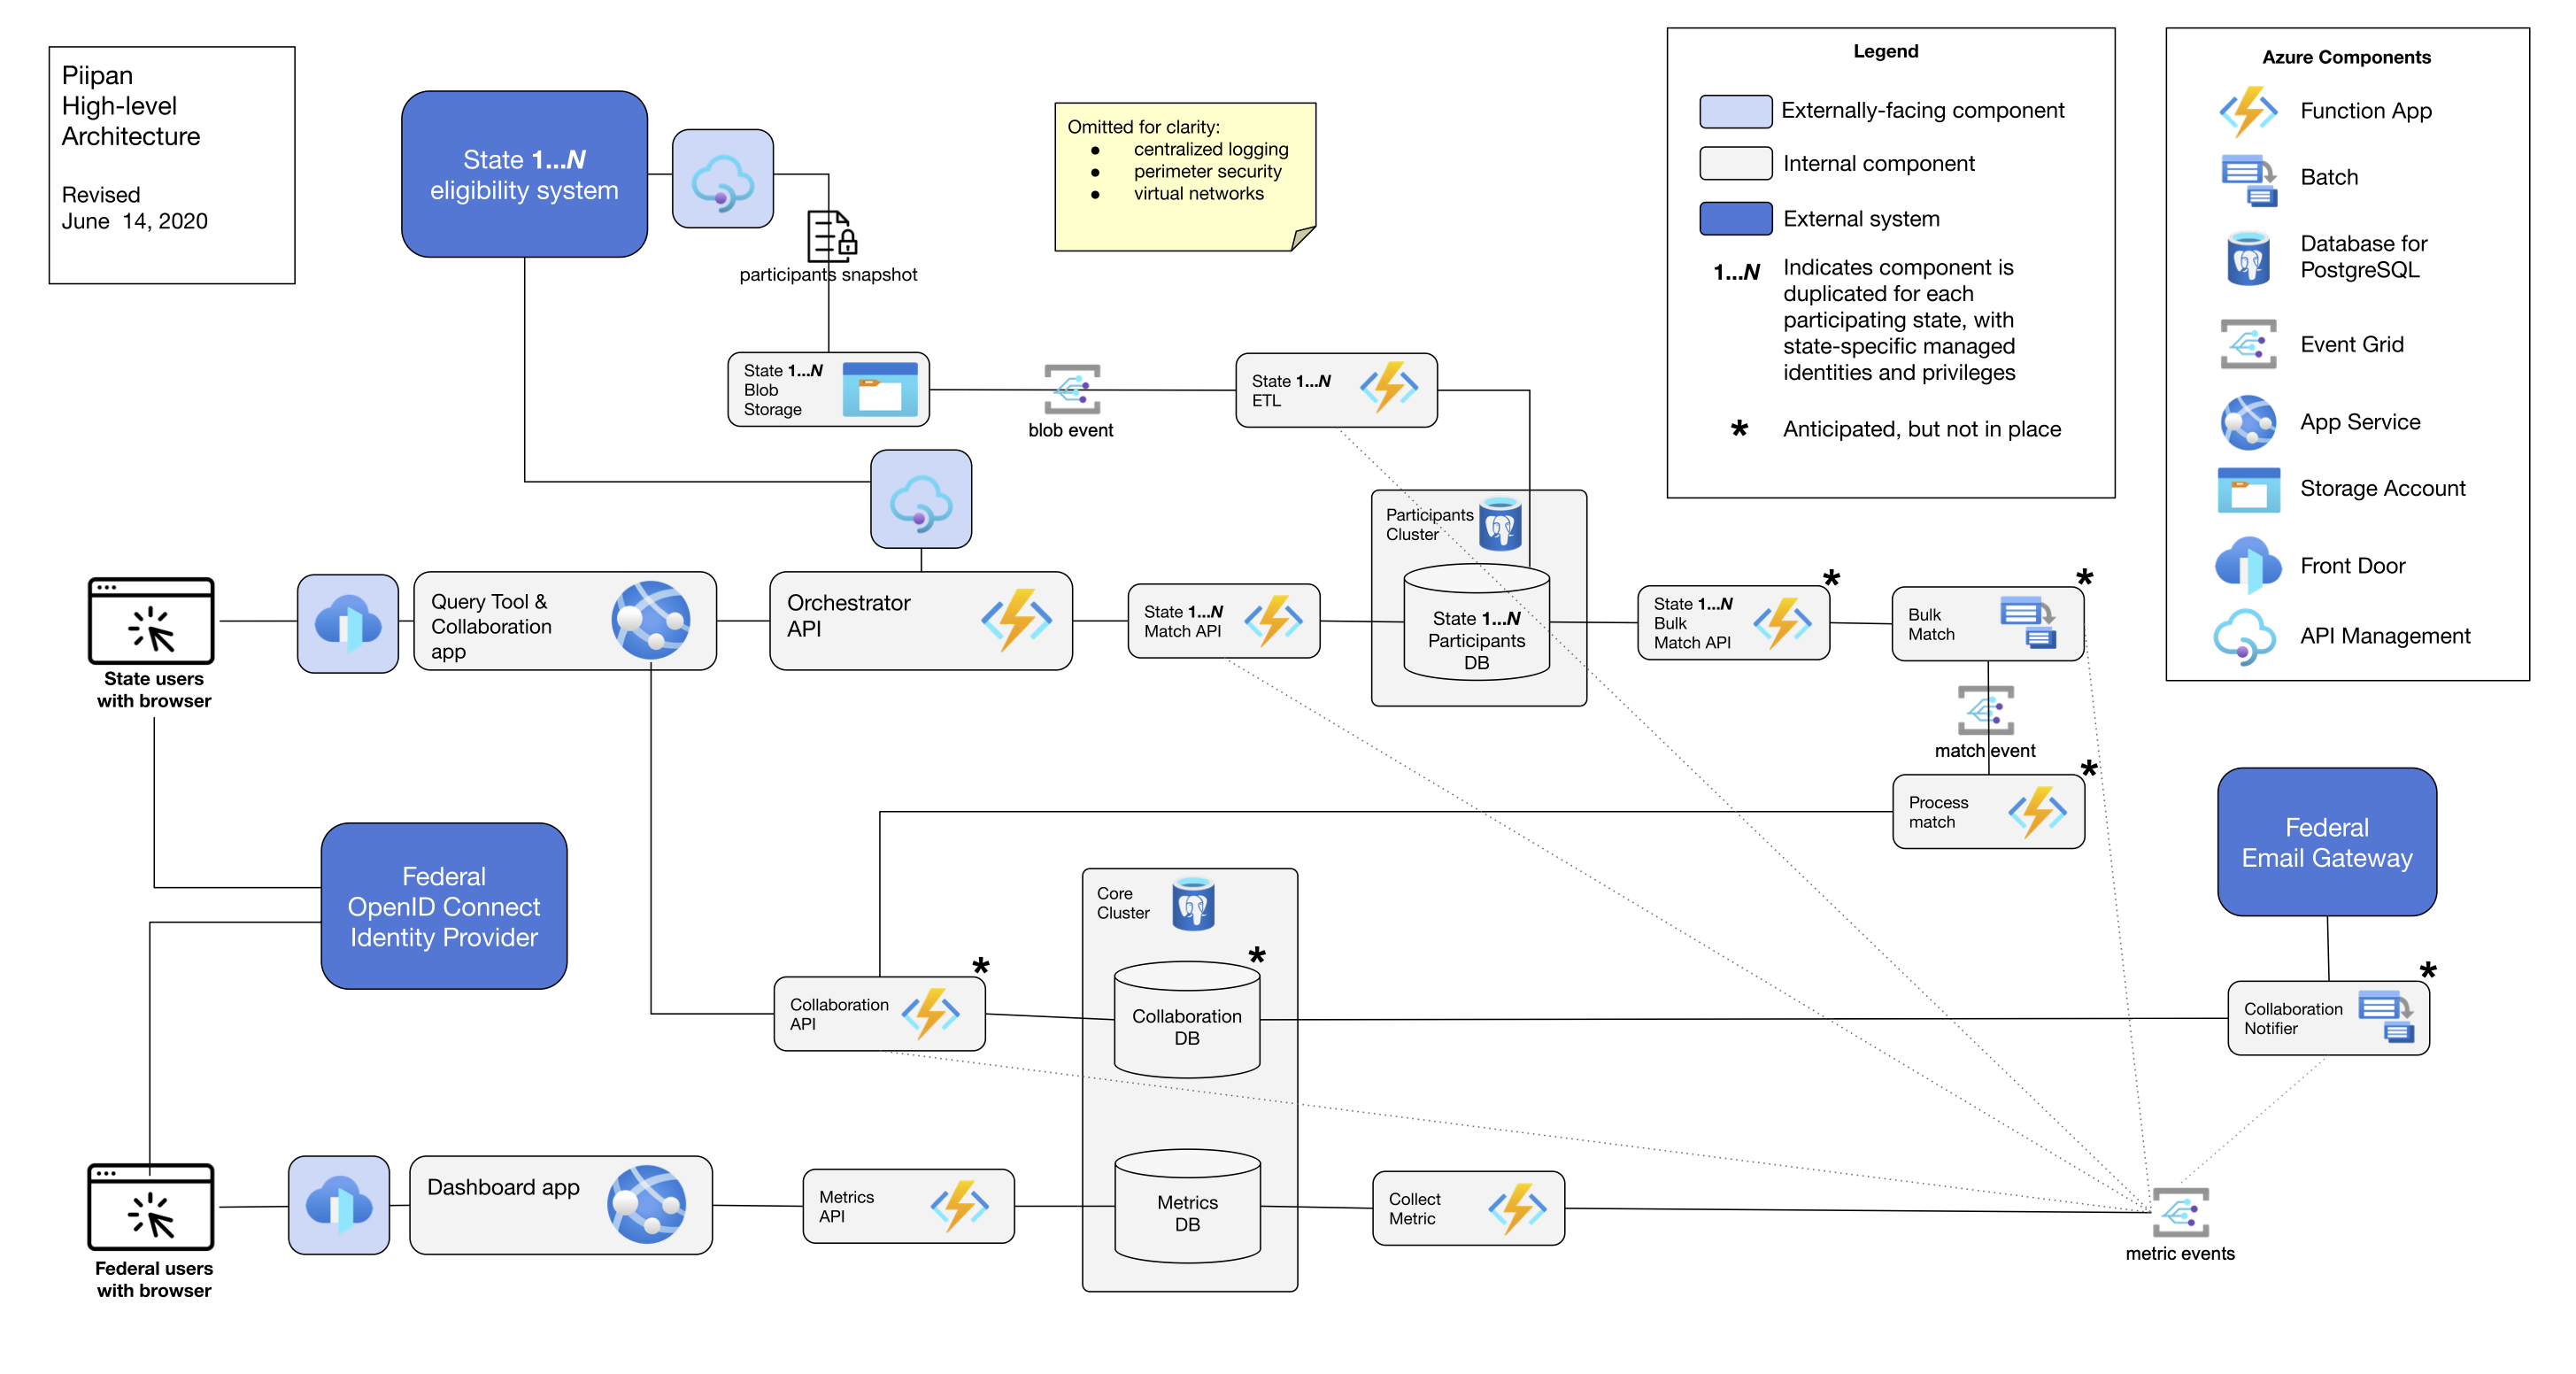 Piipan
High-level
Architecture
Revised
June 14, 2020
State 1...N
eligibility system
participants snapshot
Omitted for clarity:
● centralized logging
● perimeter security
● virtual networks
Legend
Externally-facing component
Internal component
External system
1...N Indicates component is
duplicated for each
participating state, with
state-specific managed
identities and privileges
* Anticipated, but not in place
Azure Components
Function App
Batch
Database for
PostgreSQL
Event Grid
App Service
Storage Account
Front Door
API Management
State 1...N
Blob
Storage
blob event
State 1...N
ETL
Participants
Cluster
State users
with browser
Query Tool &
Collaboration
app
Orchestrator
API
State 1...N
Match API
State 1...N
Participants
DB
State 1...N
Bulk
Match API
*
Bulk
Match
*
match event
Process
match
*
Federal
OpenID Connect
Identity Provider
Federal
Email Gateway
Core
Cluster
Collaboration
API
*
Collaboration
DB
*
Collaboration
Notifier
*
Federal users
with browser
Dashboard app
Metrics
API
Metrics
DB
Collect
Metric
metric events